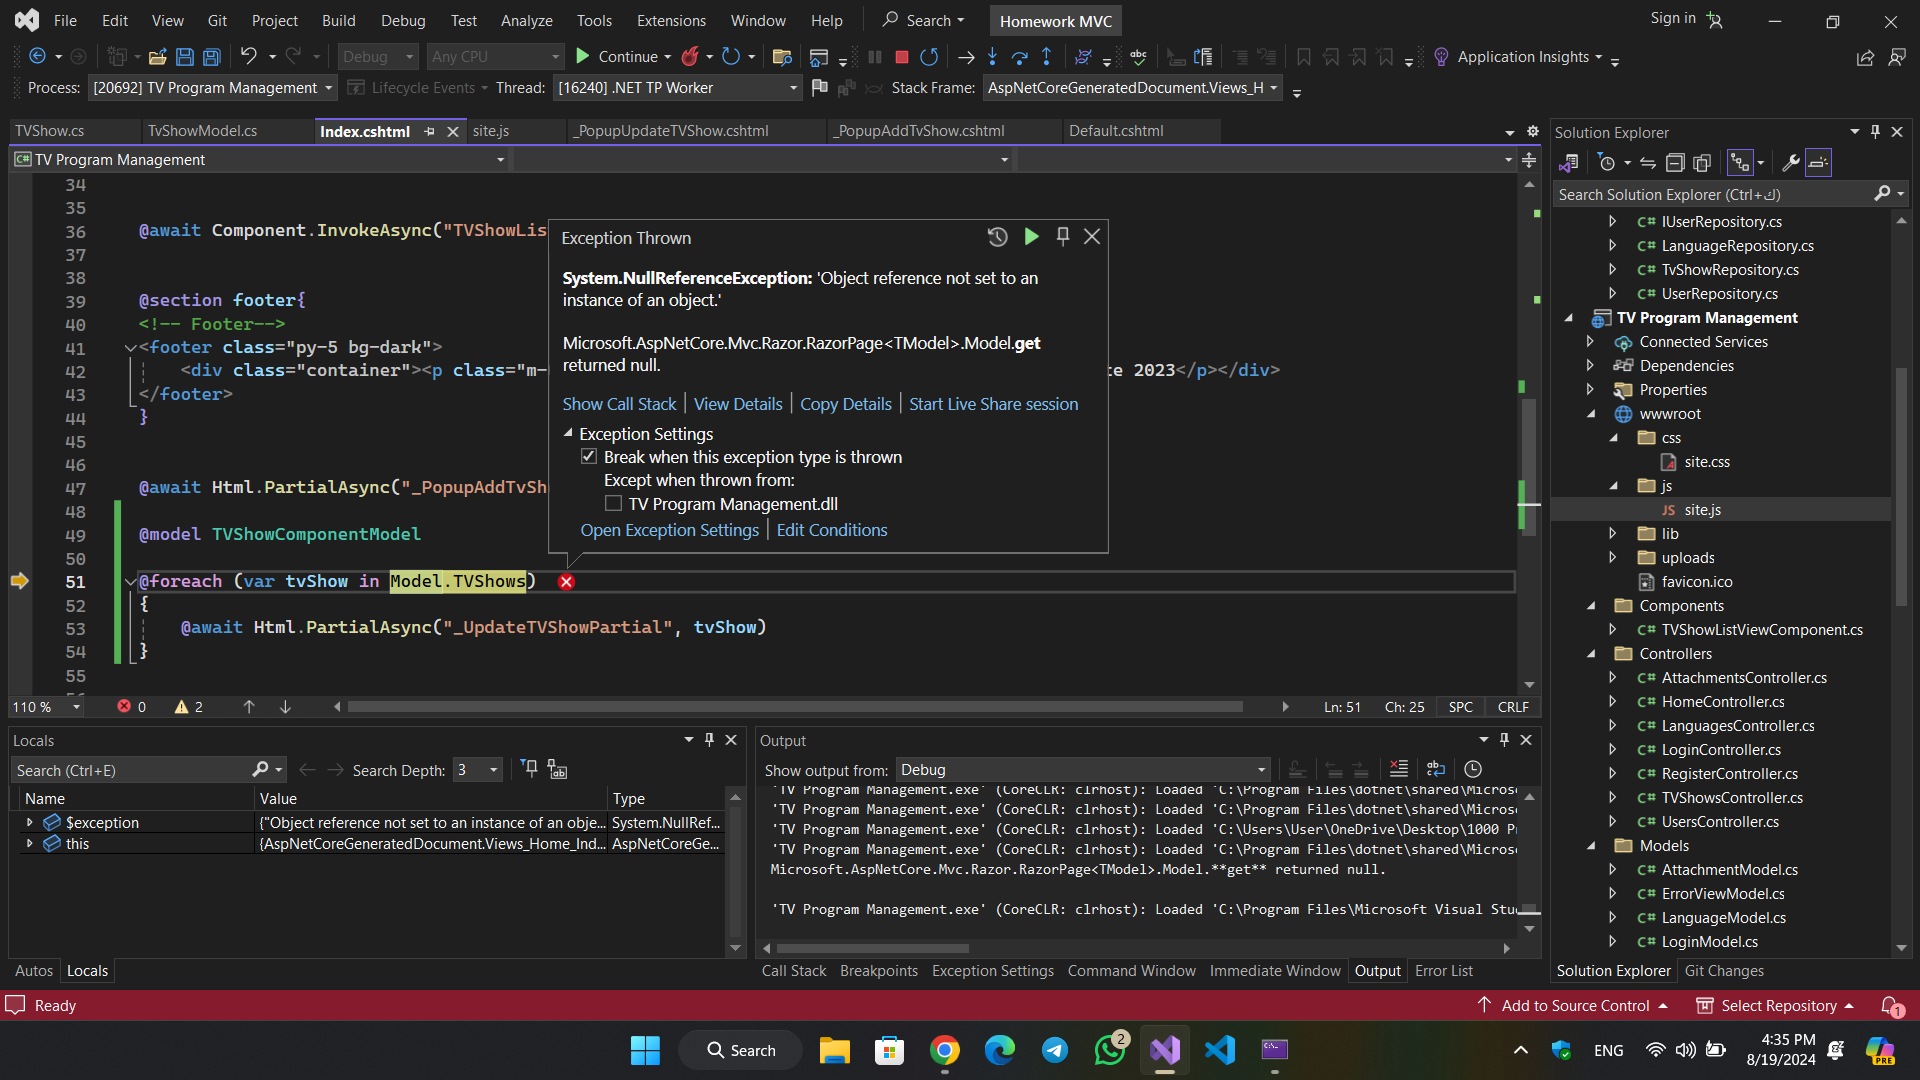 File Edit View Git Project Build Debug Test Analyze Tools Extensions Window Help Search Homework MVC Sign in
Debug Any CPU Continue Application Insights
Process: [20692] TV Program Management Lifecycle Events Thread: [16240] .NET TP Worker Stack Frame: AspNetCoreGeneratedDocument.Views_H
TVShow.cs TvShowModel.cs Index.cshtml site.js _PopupUpdateTVShow.cshtml _PopupAddTvShow.cshtml Default.cshtml
C# TV Program Management
34
35
36 @await Component.InvokeAsync("TVShowLis
37
38
39 @section footer{
40 <!-- Footer-->
41 <footer class="py-5 bg-dark">
42 <div class="container"><p class="m- e 2023</p></div>
43 </footer>
44 }
45
46
47 @await Html.PartialAsync("_PopupAddTvSho
48
49 @model TVShowComponentModel
50
51 @foreach (var tvShow in Model.TVShows)
52 {
53 @await Html.PartialAsync("_UpdateTVShowPartial", tvShow)
54 }
55
Exception Thrown
System.NullReferenceException: 'Object reference not set to an
instance of an object.'
Microsoft.AspNetCore.Mvc.Razor.RazorPage<TModel>.Model.get
returned null.
Show Call Stack | View Details | Copy Details | Start Live Share session
Exception Settings
Break when this exception type is thrown
Except when thrown from:
TV Program Management.dll
Open Exception Settings | Edit Conditions
110 % 0 2 Ln: 51 Ch: 25 SPC CRLF
Locals
Search (Ctrl+E) Search Depth: 3
Name Value Type
$exception {"Object reference not set to an instance of an obje... System.NullRef...
this {AspNetCoreGeneratedDocument.Views_Home_Ind... AspNetCoreGe...
Autos Locals
Output
Show output from: Debug
'TV Program Management.exe' (CoreCLR: clrhost): Loaded 'C:\Program Files\dotnet\shared\Micros
'TV Program Management.exe' (CoreCLR: clrhost): Loaded 'C:\Program Files\dotnet\shared\Micros
'TV Program Management.exe' (CoreCLR: clrhost): Loaded 'C:\Users\User\OneDrive\Desktop\1000 P
'TV Program Management.exe' (CoreCLR: clrhost): Loaded 'C:\Program Files\dotnet\shared\Micros
Microsoft.AspNetCore.Mvc.Razor.RazorPage<TModel>.Model.**get** returned null.
'TV Program Management.exe' (CoreCLR: clrhost): Loaded 'C:\Program Files\Microsoft Visual Stu
Call Stack Breakpoints Exception Settings Command Window Immediate Window Output Error List
Solution Explorer
Search Solution Explorer (Ctrl+ك)
C# IUserRepository.cs
C# LanguageRepository.cs
C# TvShowRepository.cs
C# UserRepository.cs
TV Program Management
Connected Services
Dependencies
Properties
wwwroot
css
site.css
js
JS site.js
lib
uploads
favicon.ico
Components
C# TVShowListViewComponent.cs
Controllers
C# AttachmentsController.cs
C# HomeController.cs
C# LanguagesController.cs
C# LoginController.cs
C# RegisterController.cs
C# TVShowsController.cs
C# UsersController.cs
Models
C# AttachmentModel.cs
C# ErrorViewModel.cs
C# LanguageModel.cs
C# LoginModel.cs
Solution Explorer Git Changes
Ready Add to Source Control Select Repository 1
Search 2 ENG 4:35 PM
8/19/2024 PRE